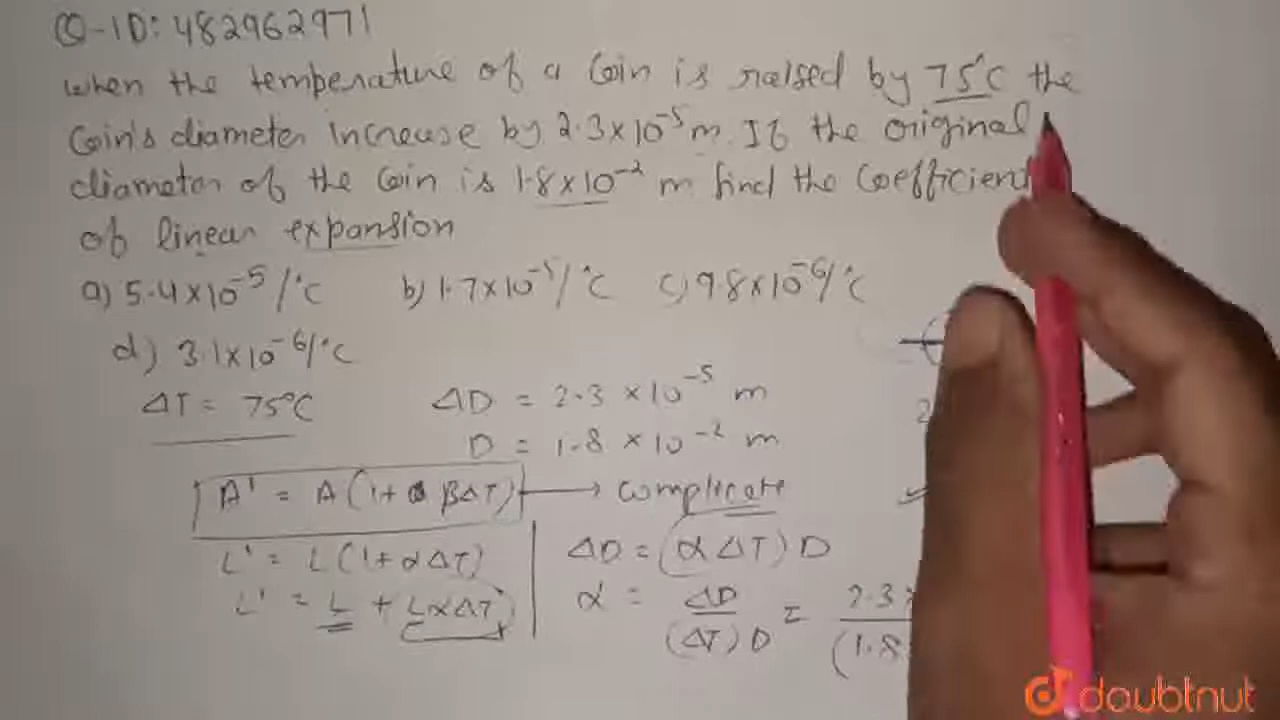 Q-ID: 482962971
when the temperature of a Coin is raised by 75°C the
Coin's diameter increase by 2.3×10⁻⁵ m. If the original
diameter of the Coin is 1.8×10⁻² m find the Coefficient
of linear expansion
a) 5.4×10⁻⁵/°C b) 1.7×10⁻⁵/°C c) 9.8×10⁻⁶/°C
d) 3.1×10⁻⁶/°C
ΔT = 75°C ΔD = 2.3 ×10⁻⁵ m
D = 1.8 ×10⁻² m
A' = A(1+ βΔT) → Complicate
L' = L(1+αΔT) ΔD = (αΔT) D
L' = L + LαΔT α = ΔD/(ΔT)D = 2.3/(1.8
doubtnut